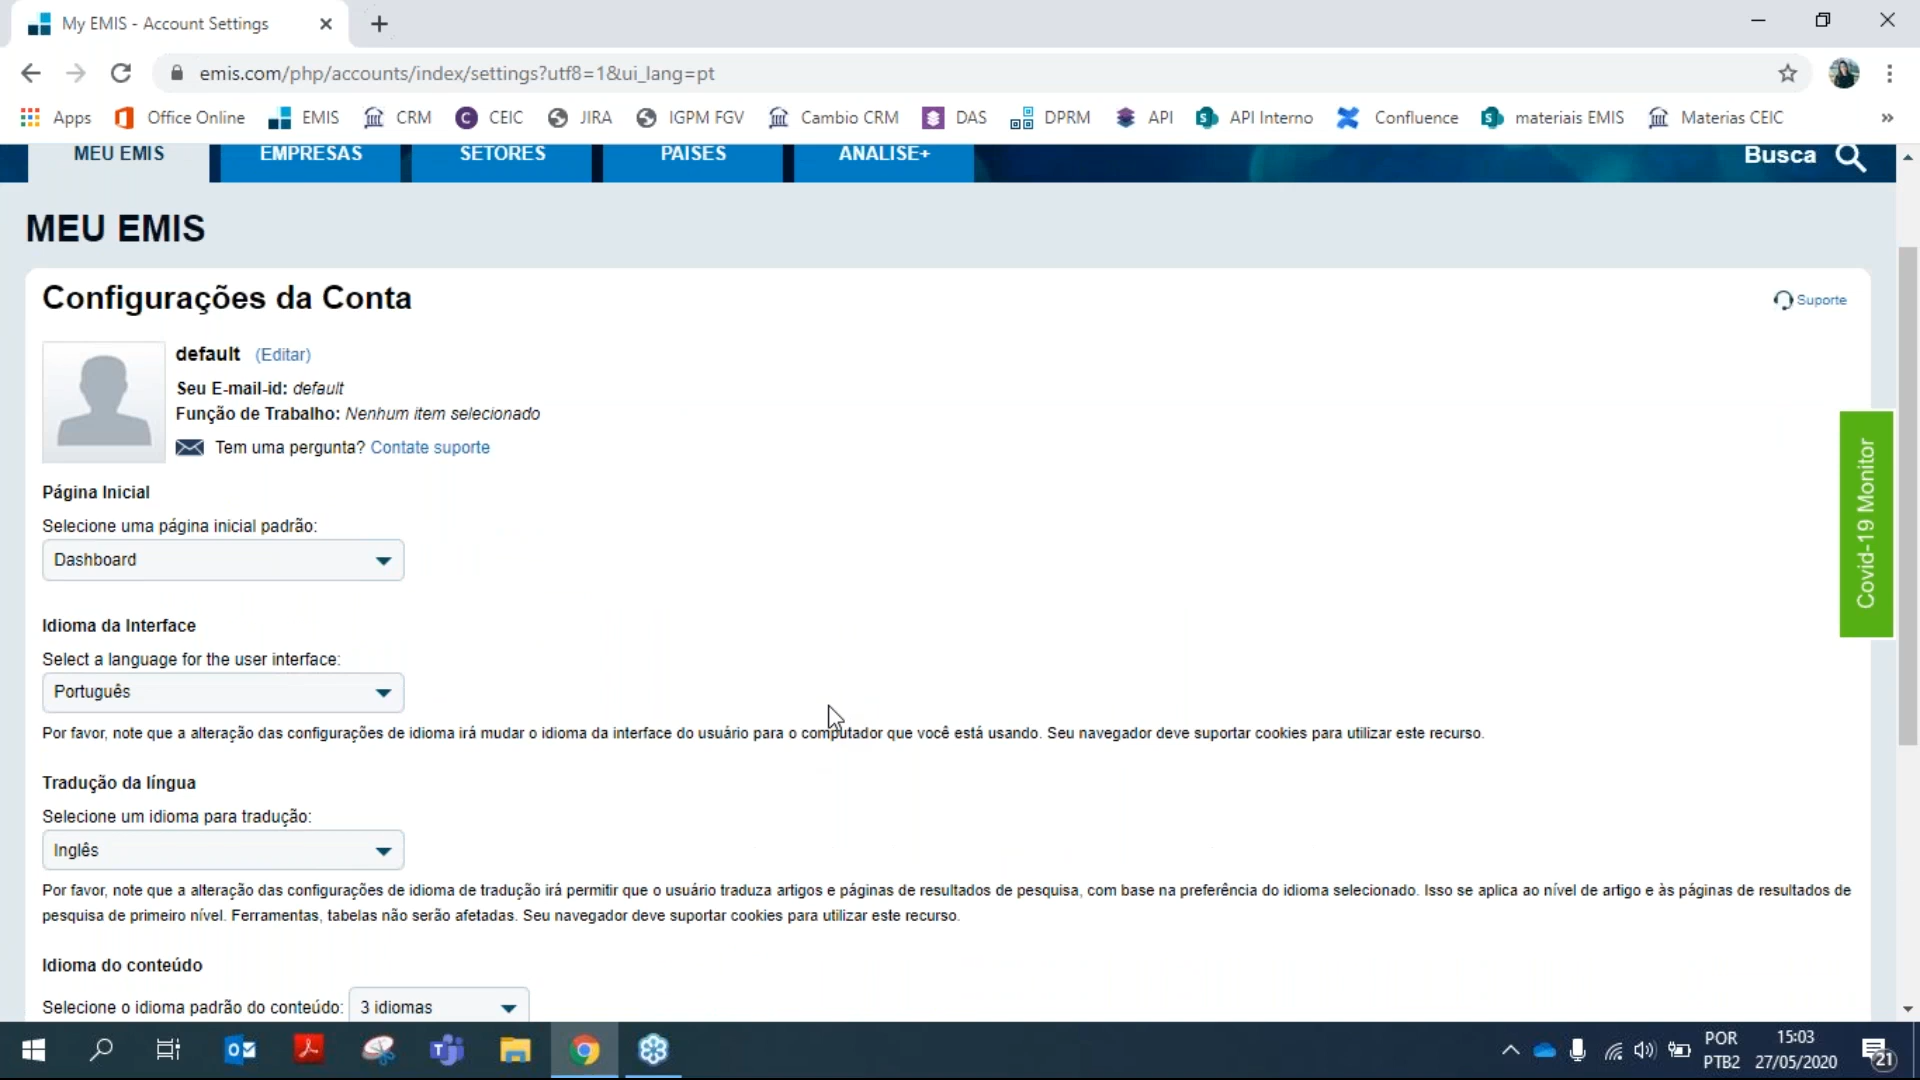 My EMIS - Account Settings
emis.com/php/accounts/index/settings?utf8=1&ui_lang=pt
Apps Office Online EMIS CRM CEIC JIRA IGPM FGV Cambio CRM DAS DPRM API API Interno Confluence materiais EMIS Materias CEIC »
MEU EMIS EMPRESAS SETORES PAÍSES ANÁLISE+ Busca
MEU EMIS
Configurações da Conta
Suporte
default (Editar)
Seu E-mail-id: default
Função de Trabalho: Nenhum item selecionado
Tem uma pergunta? Contate suporte
Página Inicial
Selecione uma página inicial padrão:
Dashboard
Covid-19 Monitor
Idioma da Interface
Select a language for the user interface:
Português
Por favor, note que a alteração das configurações de idioma irá mudar o idioma da interface do usuário para o computador que você está usando. Seu navegador deve suportar cookies para utilizar este recurso.
Tradução da língua
Selecione um idioma para tradução:
Inglês
Por favor, note que a alteração das configurações de idioma de tradução irá permitir que o usuário traduza artigos e páginas de resultados de pesquisa, com base na preferência do idioma selecionado. Isso se aplica ao nível de artigo e às páginas de resultados de
pesquisa de primeiro nível. Ferramentas, tabelas não serão afetadas. Seu navegador deve suportar cookies para utilizar este recurso.
Idioma do conteúdo
Selecione o idioma padrão do conteúdo: 3 idiomas
POR 15:03
PTB2 27/05/2020 21